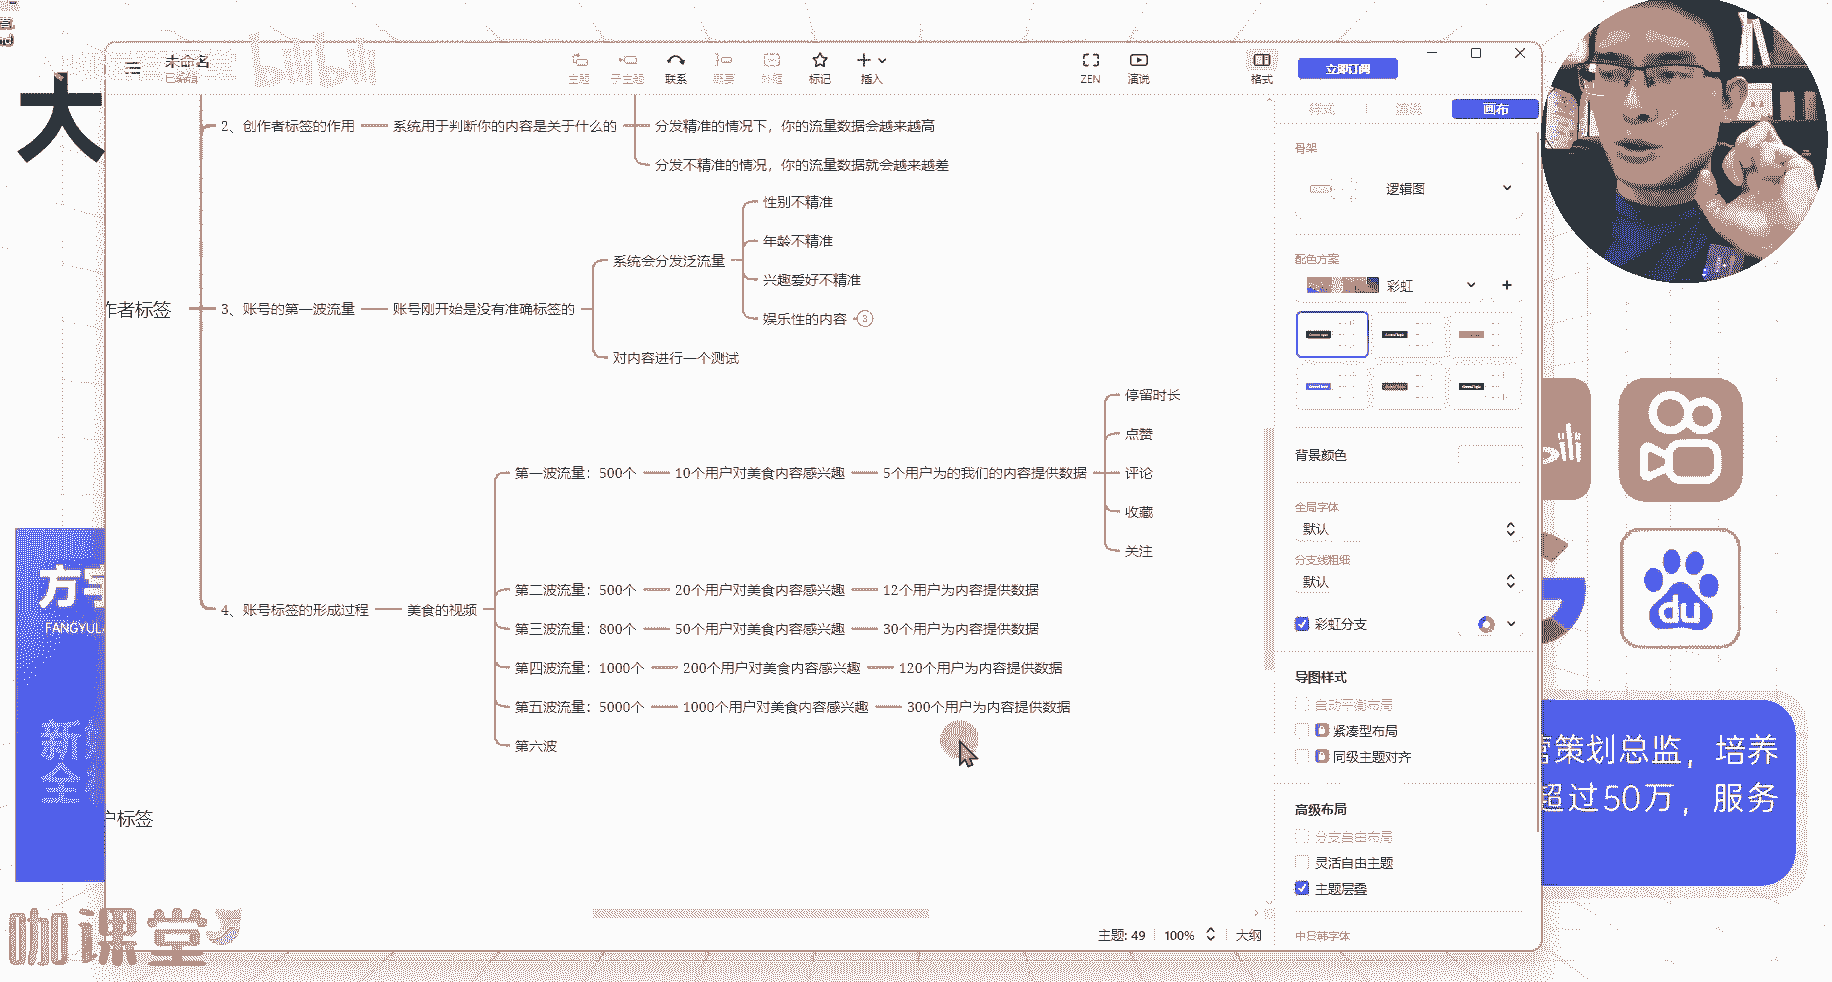 大
未命名
已编辑
bilibili
主题
子主题
联系
概要
外框
标记
插入
ZEN
演说
格式
立即订阅
样式
演说
画布
2、创作者标签的作用
系统用于判断你的内容是关于什么的
分发精准的情况下，你的流量数据会越来越高
分发不精准的情况，你的流量数据就会越来越差
作者标签
3、账号的第一波流量
账号刚开始是没有准确标签的
系统会分发泛流量
性别不精准
年龄不精准
兴趣爱好不精准
娱乐性的内容
3
对内容进行一个测试
4、账号标签的形成过程
美食的视频
第一波流量：500个
10个用户对美食内容感兴趣
5个用户为的我们的内容提供数据
停留时长
点赞
评论
收藏
关注
第二波流量：500个
20个用户对美食内容感兴趣
12个用户为内容提供数据
第三波流量：800个
50个用户对美食内容感兴趣
30个用户为内容提供数据
第四波流量：1000个
200个用户对美食内容感兴趣
120个用户为内容提供数据
第五波流量：5000个
1000个用户对美食内容感兴趣
300个用户为内容提供数据
第六波
户标签
骨架
逻辑图
配色方案
彩虹
背景颜色
全局字体
默认
分支线粗细
默认
彩虹分支
导图样式
自动平衡布局
紧凑型布局
同级主题对齐
高级布局
分支自由布局
灵活自由主题
主题层叠
中日韩字体
主题: 49
100%
大纲
方
FANGYUL
新
全
du
营策划总监，培养
超过50万，服务
咖课堂